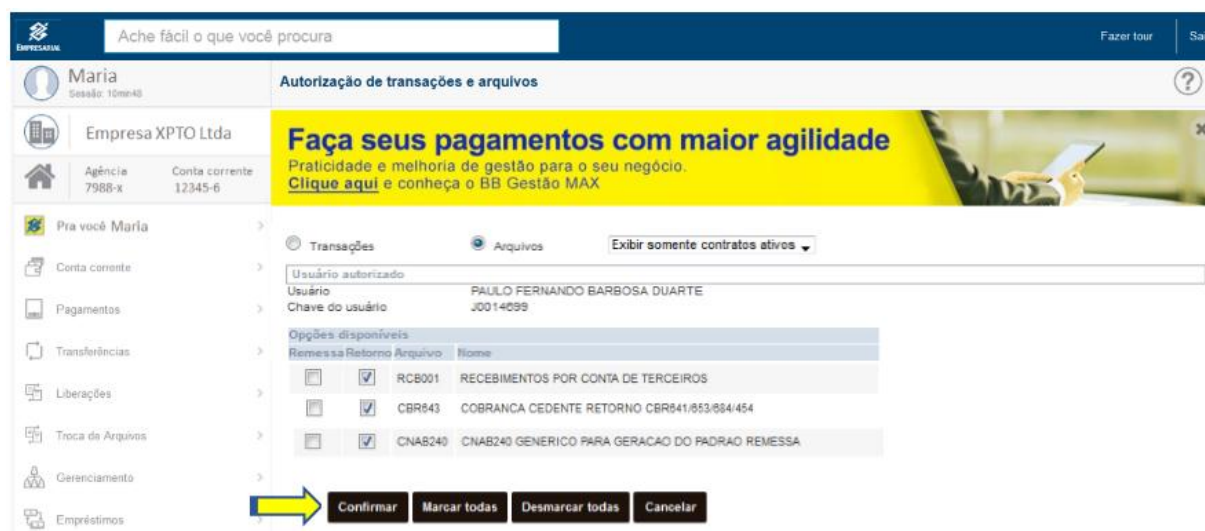 EMPRESARIAL
Ache fácil o que você procura
Fazer tour
Sai
Maria
Sessão: 10mn48
Autorização de transações e arquivos
?
Empresa XPTO Ltda
Agência Conta corrente
7988-x 12345-6
Faça seus pagamentos com maior agilidade
Praticidade e melhoria de gestão para o seu negócio.
Clique aqui e conheça o BB Gestão MAX
Pra você Maria
Conta corrente
Pagamentos
Transferências
Liberações
Troca de Arquivos
Gerenciamento
Empréstimos
Transações Arquivos Exibir somente contratos ativos
Usuário autorizado
Usuário PAULO FERNANDO BARBOSA DUARTE
Chave do usuário J0014699
Opções disponíveis
Remessa Retorno Arquivo Nome
RCB001 RECEBIMENTOS POR CONTA DE TERCEIROS
CBR643 COBRANCA CEDENTE RETORNO CBR641/653/684/454
CNAB240 CNAB240 GENERICO PARA GERACAO DO PADRAO REMESSA
Confirmar Marcar todas Desmarcar todas Cancelar